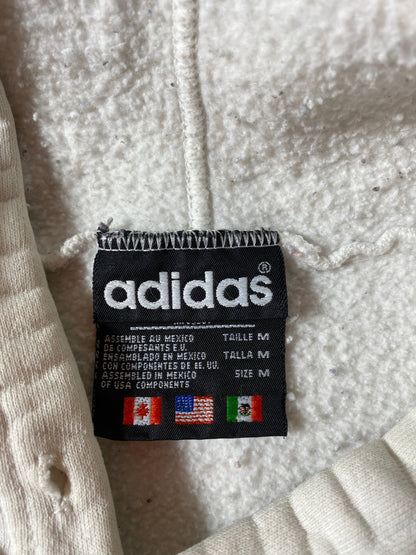 adidas®
ASSEMBLE AU MEXICO TAILLE M
DE COMPESANTS E.U.
ENSAMBLADO EN MEXICO TALLA M
CON COMPONENTES DE EE. UU.
ASSEMBLED IN MEXICO SIZE M
OF USA COMPONENTS